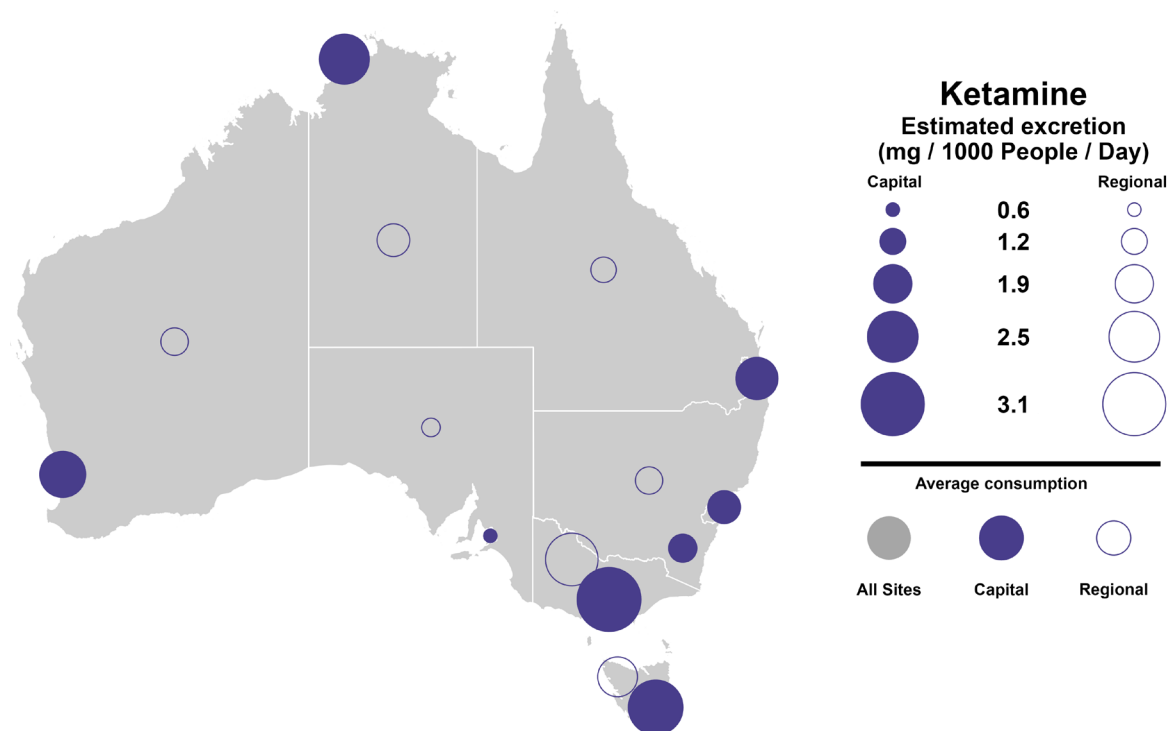 Ketamine
Estimated excretion
(mg / 1000 People / Day)
Capital
Regional
0.6
1.2
1.9
2.5
3.1
Average consumption
All Sites
Capital
Regional